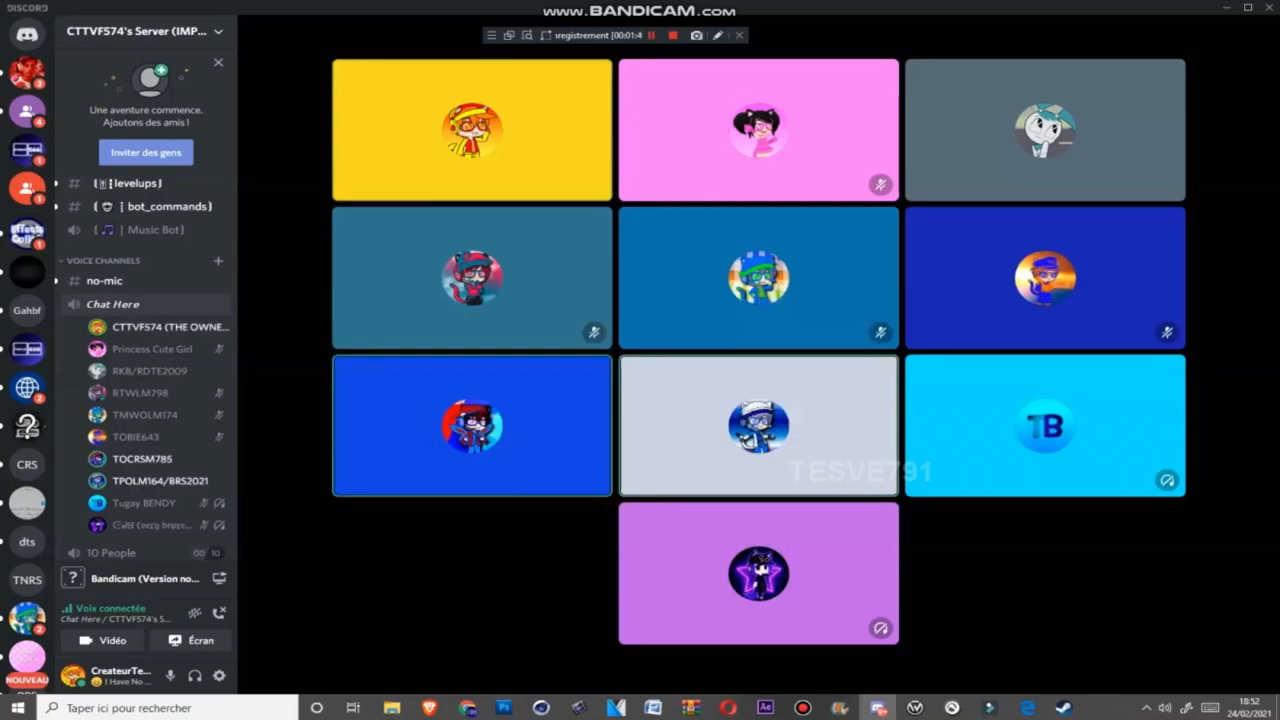 DISCORD
www.BANDICAM.com
CTTVF574's Server (IMP...
uregistrement [00:01:4
Une aventure commence.
Ajoutons des amis !
Inviter des gens
levelups
bot_commands
Music Bot
VOICE CHANNELS
no-mic
Chat Here
CTTVF574 (THE OWNE...
Princess Cute Girl
RKB/RDTE2009
RTWLM798
TMWOLM174
TOBIE643
TOCRSM785
TPOLM164/BRS2021
Tugay BENDY
10 People 00 10
Bandicam (Version no...
Voix connectée
Chat Here / CTTVF574's S...
Vidéo
Écran
CreateurTe...
I Have No ...
Gahbf
CRS
dts
TNRS
NOUVEAU
TB
TESVE791
Taper ici pour rechercher
18:52
24/02/2021